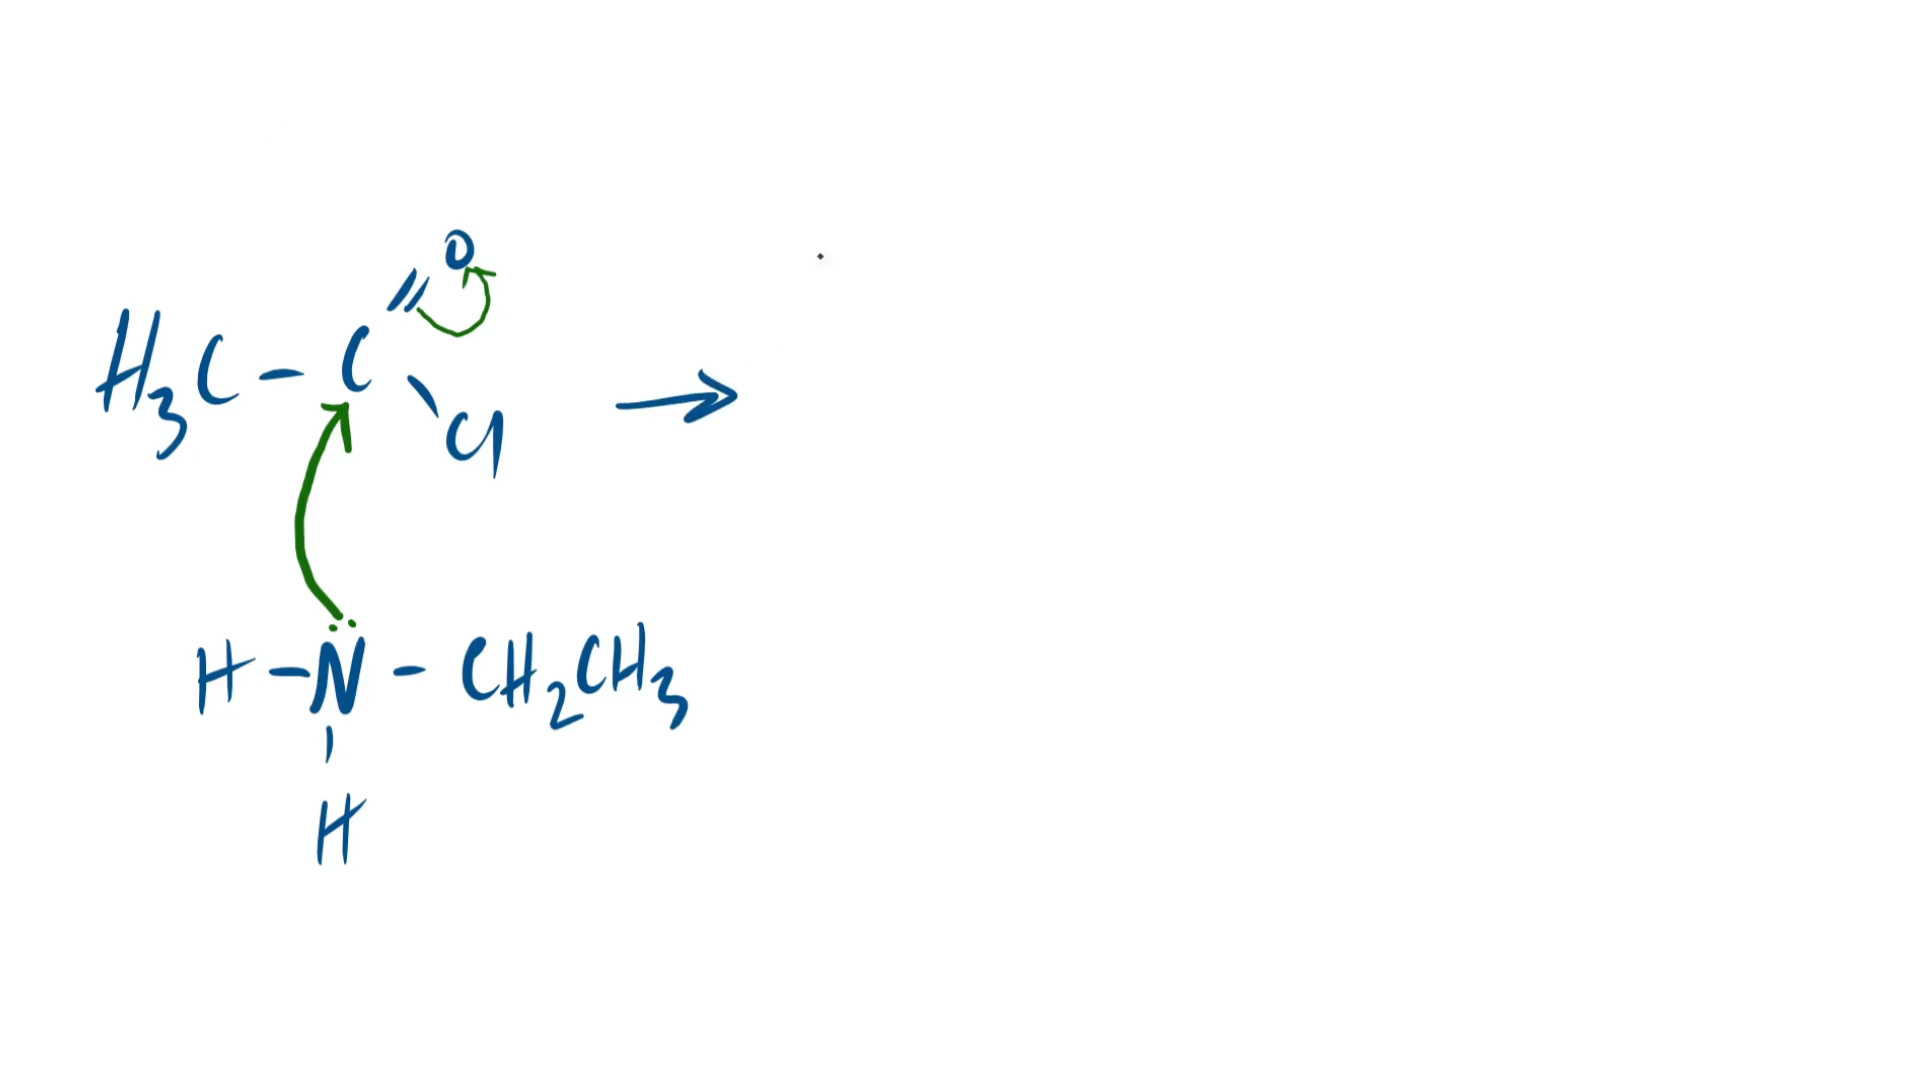 O
H₃C - C
Cl
H - N - CH₂CH₃
H